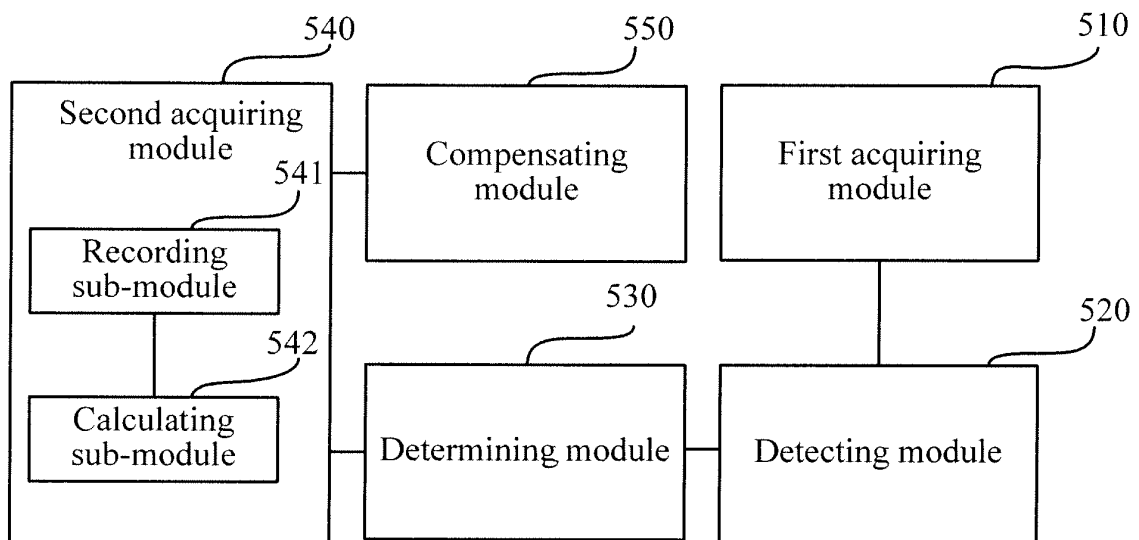 540
550
510
Second acquiring
module
Compensating
module
First acquiring
module
541
Recording
sub-module
530
520
542
Calculating
sub-module
Determining module
Detecting module